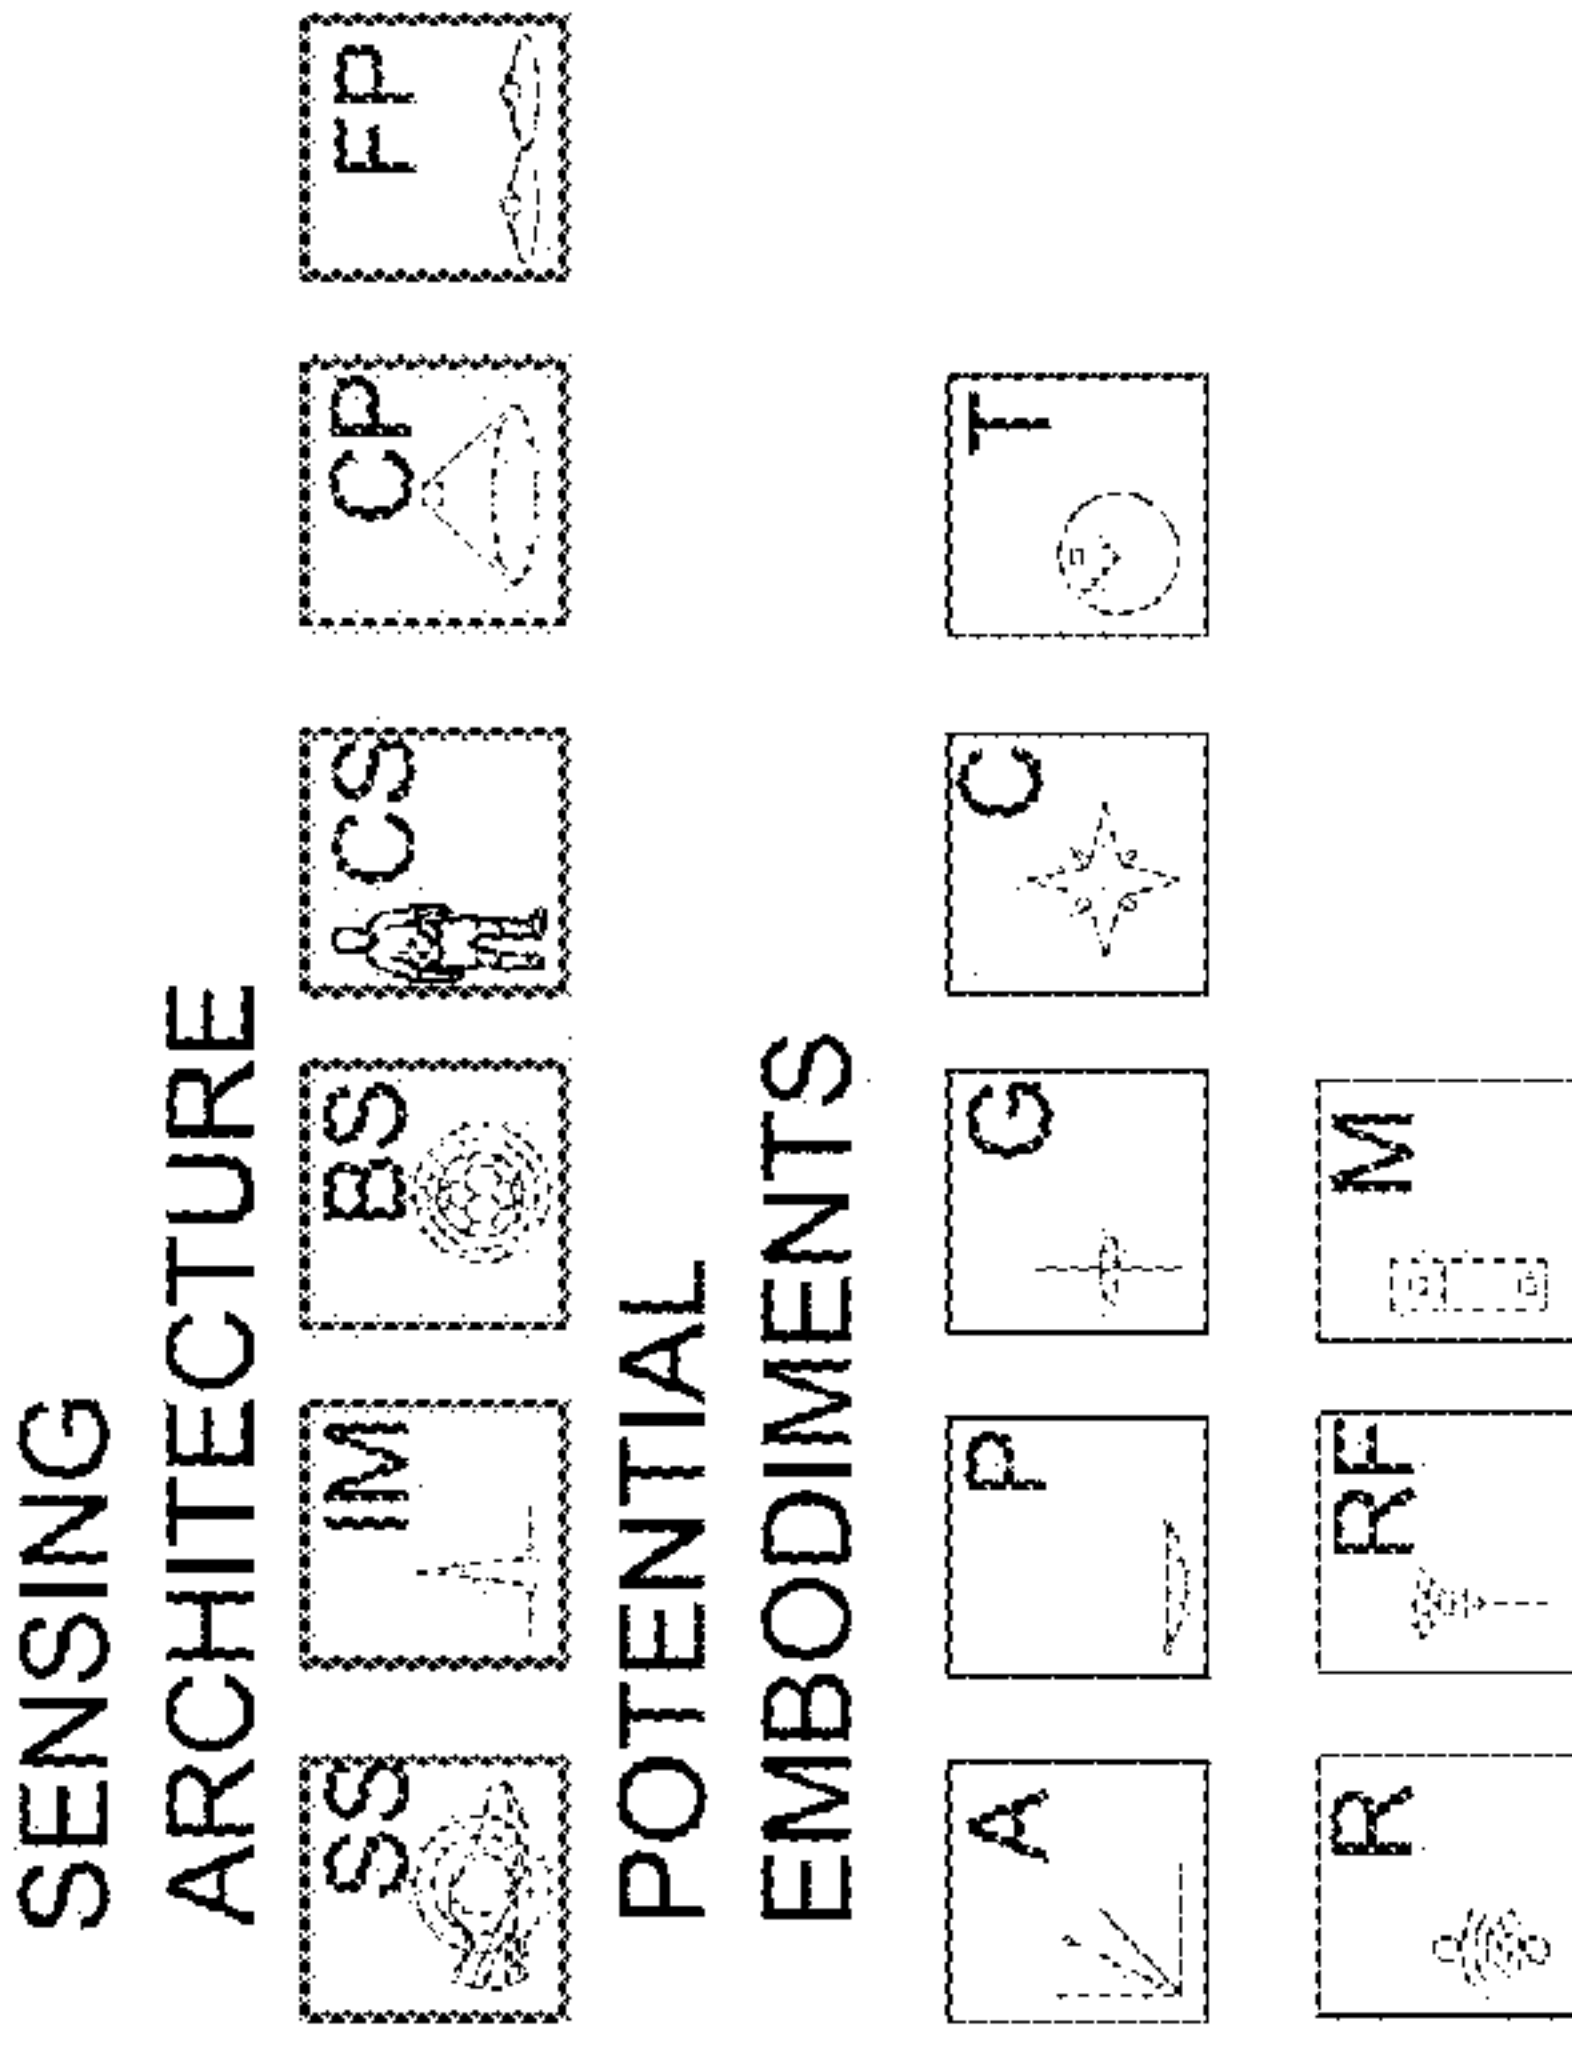 SENSING
ARCHITECTURE
SS IM BS CS CP FP
POTENTIAL
EMBODIMENTS
A P G C T
R RF M